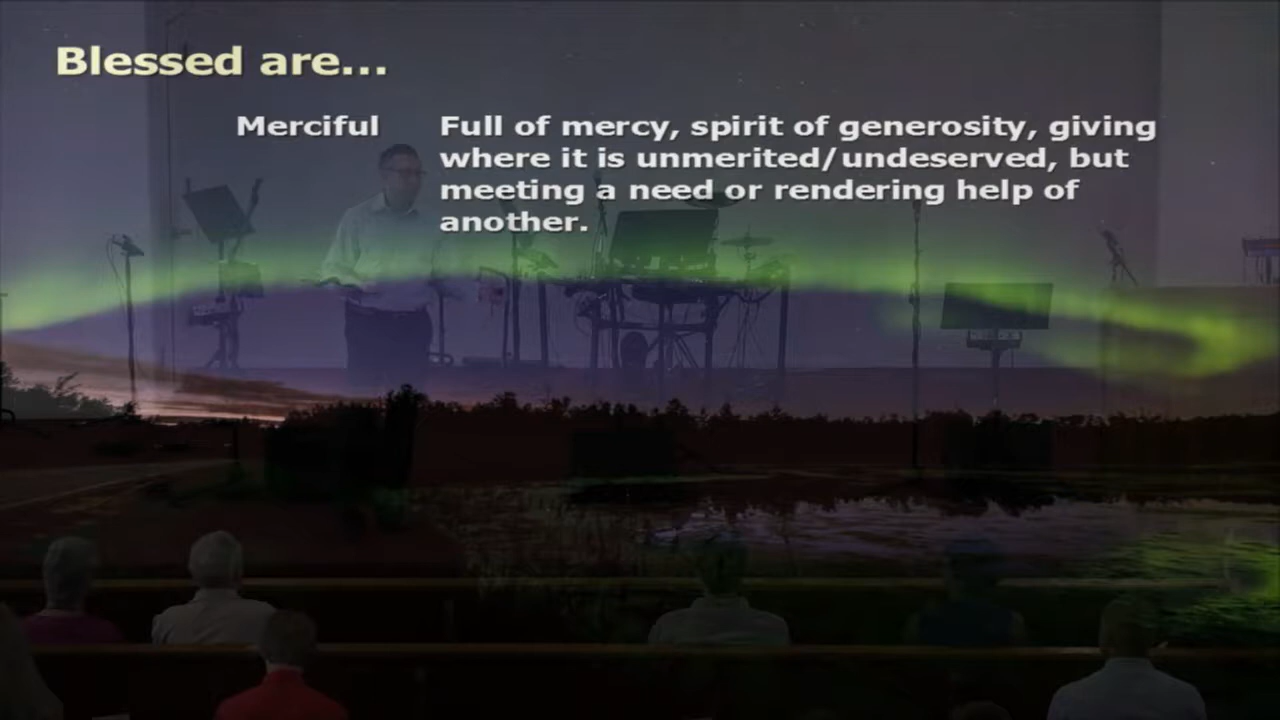 Blessed are...
Merciful Full of mercy, spirit of generosity, giving
where it is unmerited/undeserved, but
meeting a need or rendering help of
another.